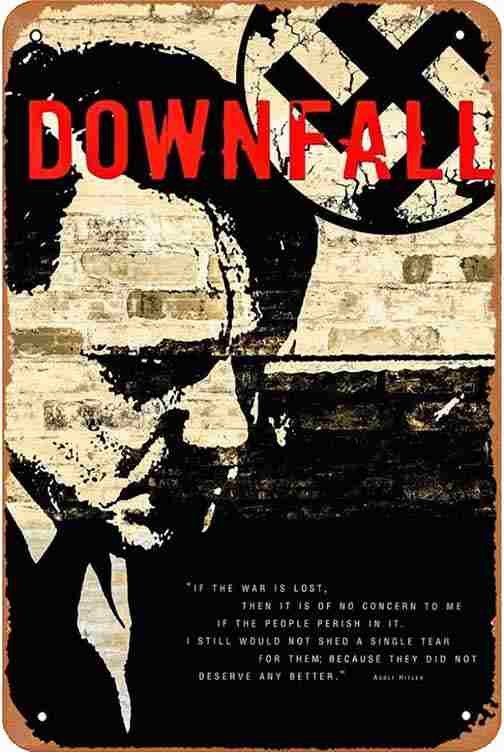 DOWNFALL
"IF THE WAR IS LOST,
THEN IT IS OF NO CONCERN TO ME
IF THE PEOPLE PERISH IN IT.
I STILL WOULD NOT SHED A SINGLE TEAR
FOR THEM; BECAUSE THEY DID NOT
DESERVE ANY BETTER." ADOLF HITLER